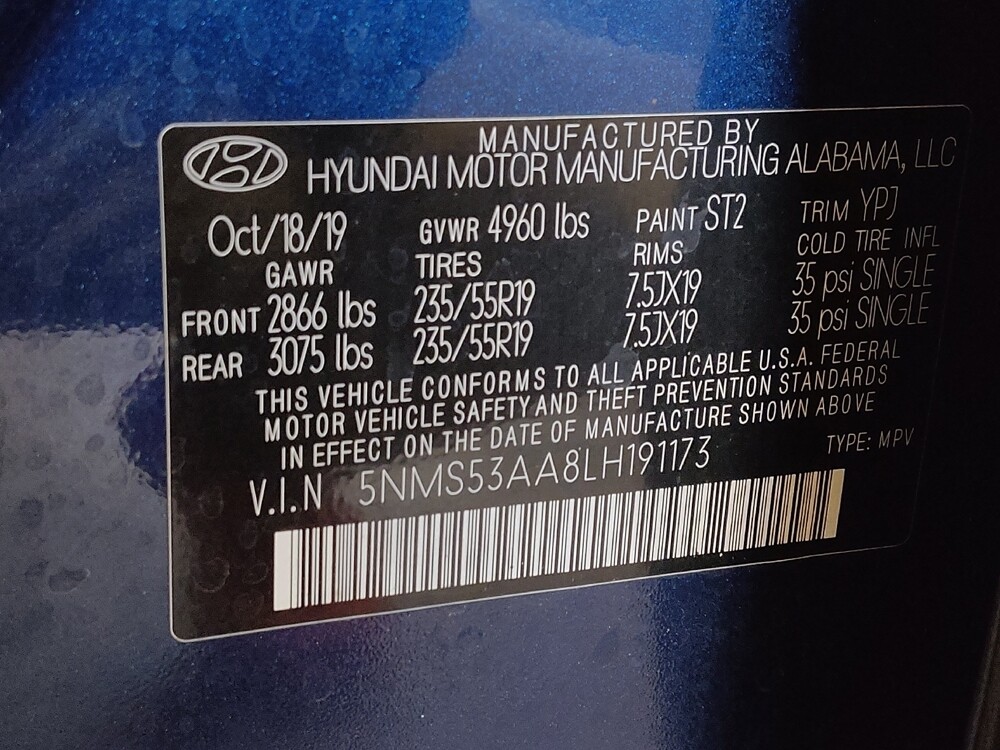 MANUFACTURED BY
HYUNDAI MOTOR MANUFACTURING ALABAMA, LLC
Oct/18/19 GVWR 4960 lbs PAINT ST2 TRIM YPJ
GAWR TIRES RIMS COLD TIRE INFL
FRONT 2866 lbs 235/55R19 7.5JX19 35 psi SINGLE
REAR 3075 lbs 235/55R19 7.5JX19 35 psi SINGLE
THIS VEHICLE CONFORMS TO ALL APPLICABLE U.S.A. FEDERAL
MOTOR VEHICLE SAFETY AND THEFT PREVENTION STANDARDS
IN EFFECT ON THE DATE OF MANUFACTURE SHOWN ABOVE
V.I.N 5NMS53AA8LH191173 TYPE: MPV